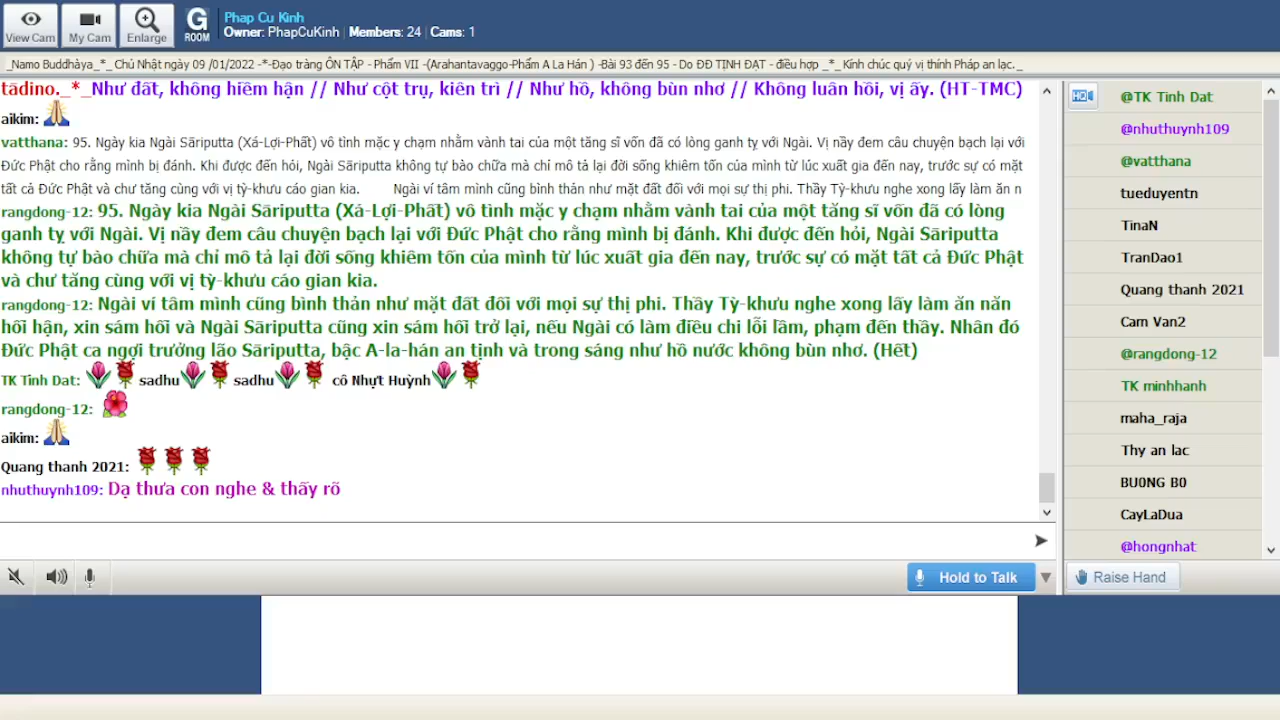 View Cam
My Cam
Enlarge
G
ROOM
Phap Cu Kinh
Owner: PhapCuKinh | Members: 24 | Cams: 1
_Namo Buddhàya_*_ Chủ Nhật ngày 09 /01/2022 -*-Đạo tràng ÔN TẬP - Phẩm VII -(Arahantavaggo-Phẩm A La Hán ) -Bài 93 đến 95 - Do ĐĐ TỊNH ĐẠT - điều hợp _*_ Kính chúc quý vị thính Pháp an lạc._
tādino._*_Như đất, không hiềm hận // Như cột trụ, kiên trì // Như hồ, không bùn nhơ // Không luân hồi, vị ấy. (HT-TMC)
aikim:
vatthana: 95. Ngày kia Ngài Sāriputta (Xá-Lợi-Phất) vô tình mặc y chạm nhằm vành tai của một tăng sĩ vốn đã có lòng ganh tỵ với Ngài. Vị nầy đem câu chuyện bạch lại với
Đức Phật cho rằng mình bị đánh. Khi được đến hỏi, Ngài Sāriputta không tự bào chữa mà chỉ mô tả lại đời sống khiêm tốn của mình từ lúc xuất gia đến nay, trước sự có mặt
tất cả Đức Phật và chư tăng cùng với vị tỳ-khưu cáo gian kia. Ngài ví tâm mình cũng bình thản như mặt đất đối với mọi sự thị phi. Thầy Tỳ-khưu nghe xong lấy làm ăn n
rangdong-12: 95. Ngày kia Ngài Sāriputta (Xá-Lợi-Phất) vô tình mặc y chạm nhằm vành tai của một tăng sĩ vốn đã có lòng
ganh tỵ với Ngài. Vị nầy đem câu chuyện bạch lại với Đức Phật cho rằng mình bị đánh. Khi được đến hỏi, Ngài Sāriputta
không tự bào chữa mà chỉ mô tả lại đời sống khiêm tốn của mình từ lúc xuất gia đến nay, trước sự có mặt tất cả Đức Phật
và chư tăng cùng với vị tỳ-khưu cáo gian kia.
rangdong-12: Ngài ví tâm mình cũng bình thản như mặt đất đối với mọi sự thị phi. Thầy Tỳ-khưu nghe xong lấy làm ăn năn
hối hận, xin sám hối và Ngài Sāriputta cũng xin sám hối trở lại, nếu Ngài có làm điều chi lỗi lầm, phạm đến thầy. Nhân đó
Đức Phật ca ngợi trưởng lão Sāriputta, bậc A-la-hán an tịnh và trong sáng như hồ nước không bùn nhơ. (Hết)
TK Tinh Dat: sadhu sadhu cô Nhựt Huỳnh
rangdong-12:
aikim:
Quang thanh 2021:
nhuthuynh109: Dạ thưa con nghe & thấy rõ
Hold to Talk
HQ
@TK Tinh Dat
@nhuthuynh109
@vatthana
tueduyentn
TinaN
TranDao1
Quang thanh 2021
Cam Van2
@rangdong-12
TK minhhanh
maha_raja
Thy an lac
BU0NG B0
CayLaDua
@hongnhat
Raise Hand